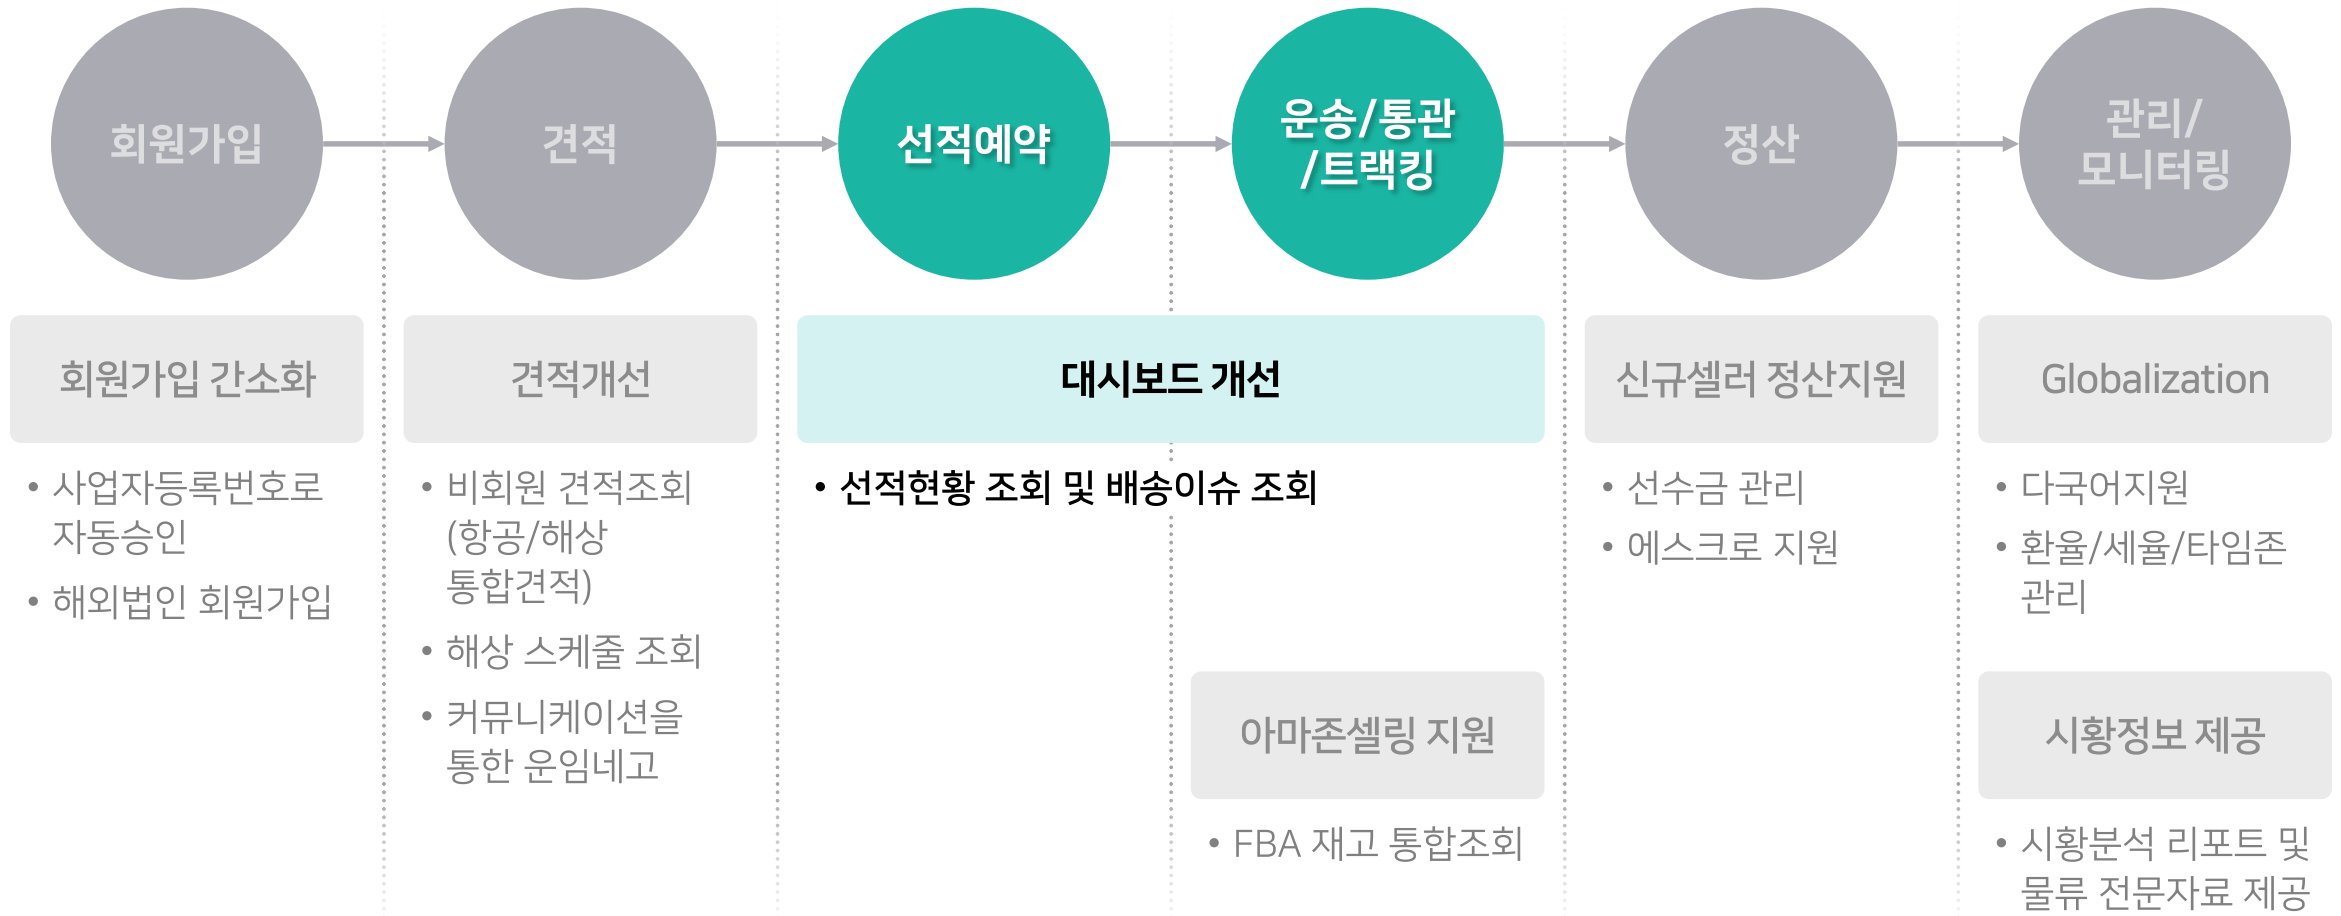 회원가입
견적
선적예약
운송/통관
/트랙킹
정산
관리/
모니터링
회원가입 간소화
견적개선
대시보드 개선
신규셀러 정산지원
Globalization
• 사업자등록번호로
자동승인
• 해외법인 회원가입
• 비회원 견적조회
(항공/해상
통합견적)
• 해상 스케줄 조회
• 커뮤니케이션을
통한 운임네고
• 선적현황 조회 및 배송이슈 조회
아마존셀링 지원
• FBA 재고 통합조회
• 선수금 관리
• 에스크로 지원
• 다국어지원
• 환율/세율/타임존
관리
시황정보 제공
• 시황분석 리포트 및
물류 전문자료 제공